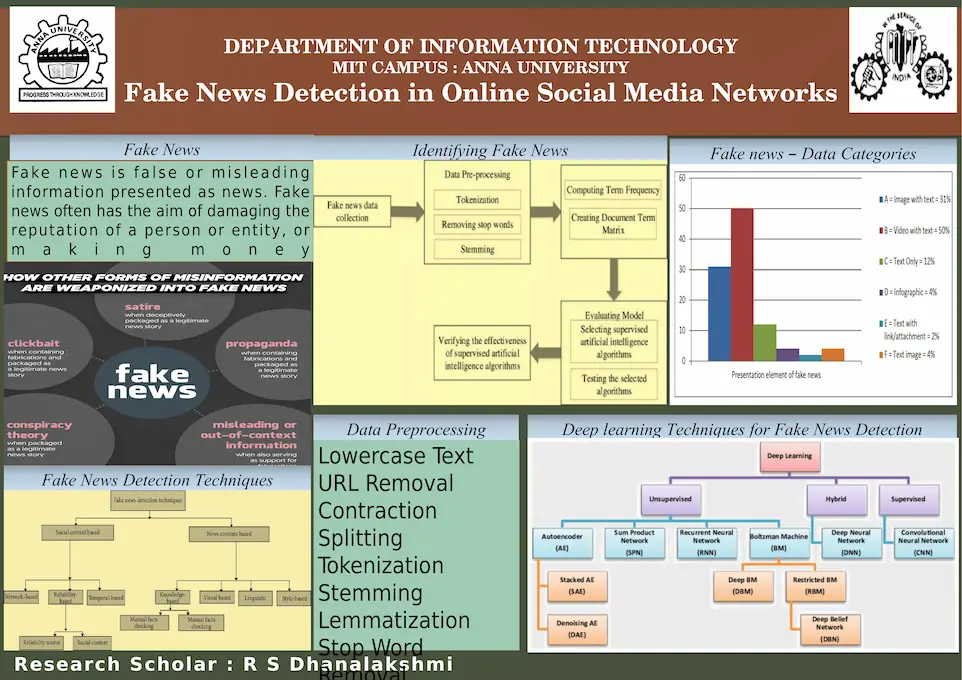 ANNA UNIVERSITY
PROGRESS THROUGH KNOWLEDGE
DEPARTMENT OF INFORMATION TECHNOLOGY
MIT CAMPUS : ANNA UNIVERSITY
Fake News Detection in Online Social Media Networks
IN THE SERVICE OF
INDIA
Fake News
Fake news is false or misleading
information presented as news. Fake
news often has the aim of damaging the
reputation of a person or entity, or
making money
HOW OTHER FORMS OF MISINFORMATION
ARE WEAPONIZED INTO FAKE NEWS
satire
when deceptively
packaged as a legitimate
news story
clickbait
when containing
fabrications and
packaged as
a legitimate news
story
propaganda
when containing
fabrications and
packaged as
a legitimate
news story
fake
news
conspiracy
theory
when packaged
as a legitimate
news story
misleading or
out-of-context
information
when also serving
as support for
Identifying Fake News
Fake news data
collection
Data Pre-processing
Tokenization
Removing stop words
Stemming
Computing Term Frequency
Creating Document Term
Matrix
Evaluating Model
Selecting supervised
artificial intelligence
algorithms
Testing the selected
algorithms
Verifying the effectiveness
of supervised artificial
intelligence algorithms
Fake news – Data Categories
60
50
40
30
20
10
0
Presentation element of fake news
A = Image with text = 31%
B = Video with text = 50%
C = Text Only = 12%
D = Infographic = 4%
E = Text with
link/attachment = 2%
F = Text image = 4%
Fake News Detection Techniques
Fake news detection techniques
Social context based
News contents based
Network-based
Reliability-
based
Temporal-based
Knowledge-
based
Visual based
Linguistic
Style-based
Manual facts
checking
Manual facts
checking
Reliability source
Social context
Data Preprocessing
Lowercase Text
URL Removal
Contraction
Splitting
Tokenization
Stemming
Lemmatization
Stop Word
Removal
Deep learning Techniques for Fake News Detection
Deep Learning
Unsupervised
Hybrid
Supervised
Autoencoder
(AE)
Sum Product
Network
(SPN)
Recurrent Neural
Network
(RNN)
Boltzman Machine
(BM)
Deep Neural
Network
(DNN)
Convolutional
Neural Network
(CNN)
Stacked AE
(SAE)
Deep BM
(DBM)
Restricted BM
(RBM)
Denoising AE
(DAE)
Deep Belief
Network
(DBN)
Research Scholar : R S Dhanalakshmi